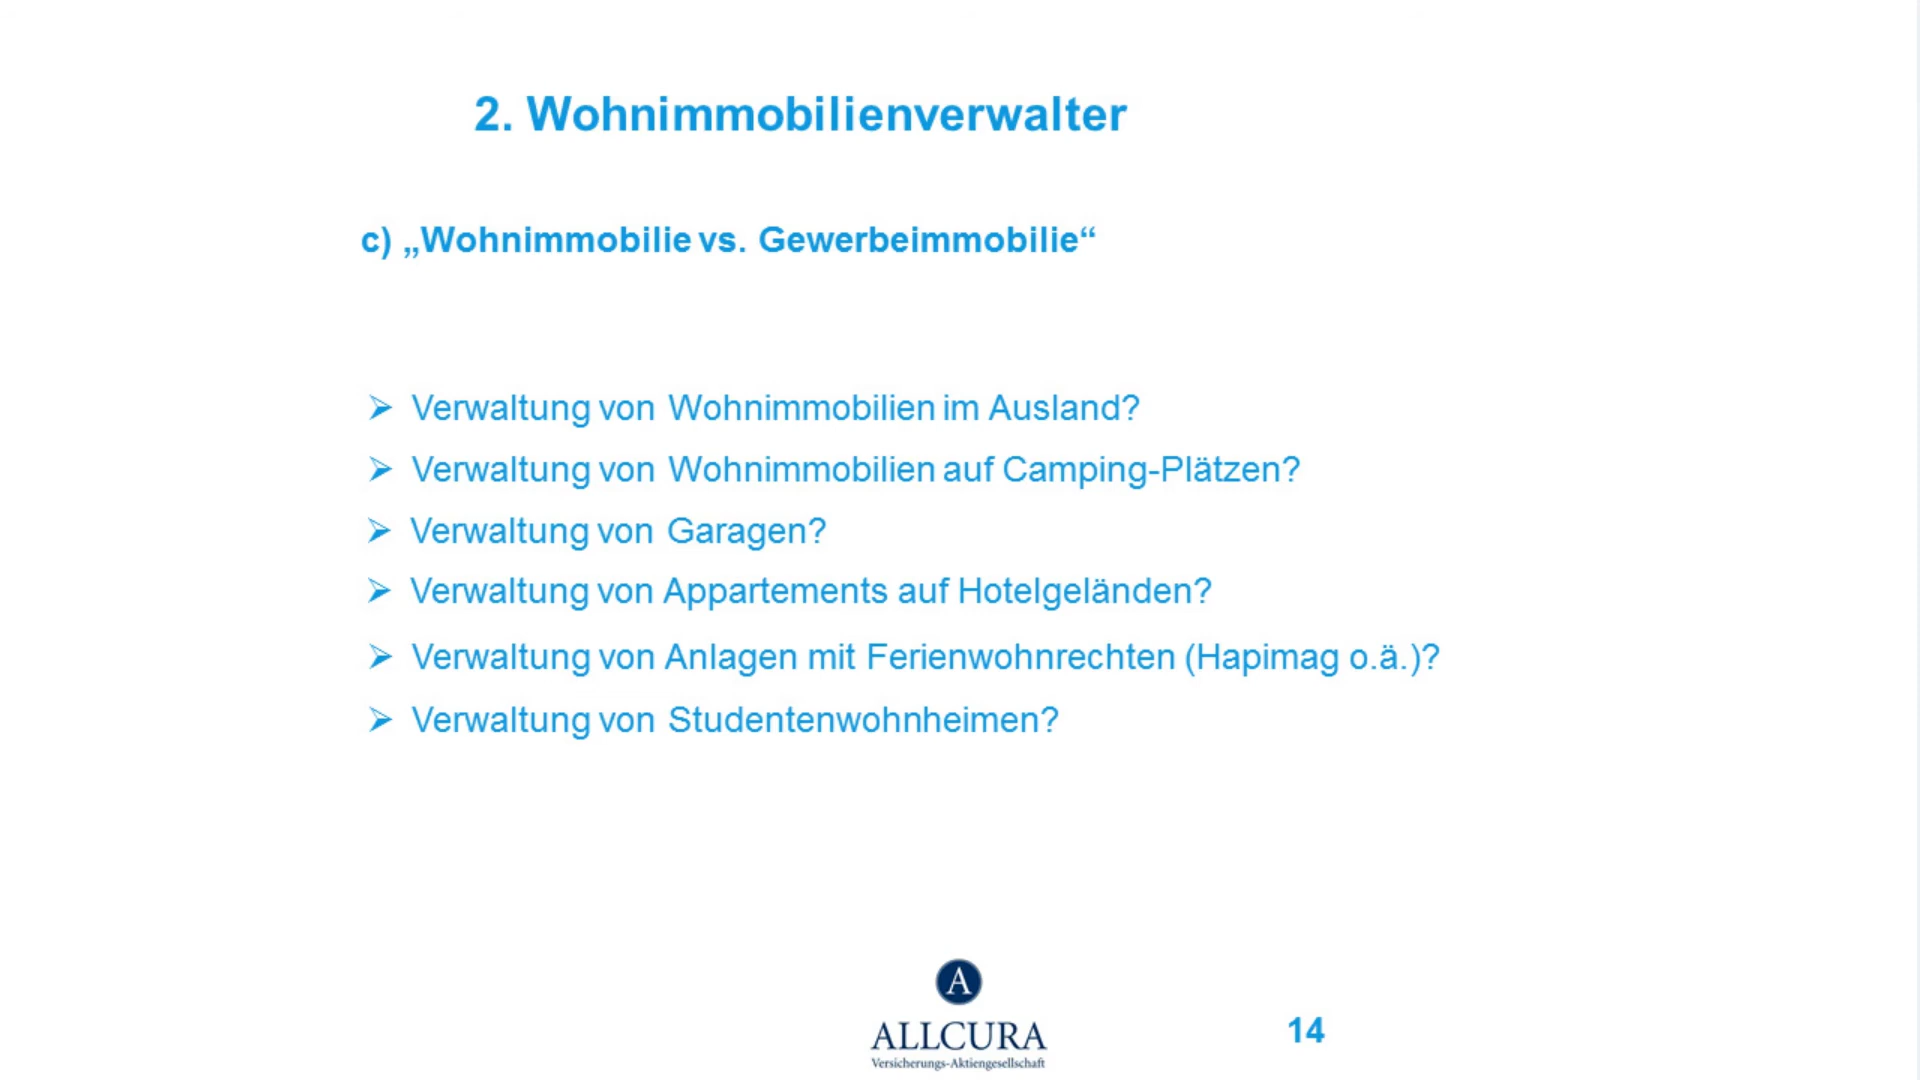 2. Wohnimmobilienverwalter
c) „Wohnimmobilie vs. Gewerbeimmobilie“
➢ Verwaltung von Wohnimmobilien im Ausland?
➢ Verwaltung von Wohnimmobilien auf Camping-Plätzen?
➢ Verwaltung von Garagen?
➢ Verwaltung von Appartements auf Hotelgeländen?
➢ Verwaltung von Anlagen mit Ferienwohnrechten (Hapimag o.ä.)?
➢ Verwaltung von Studentenwohnheimen?
A
ALLCURA
Versicherungs-Aktiengesellschaft
14